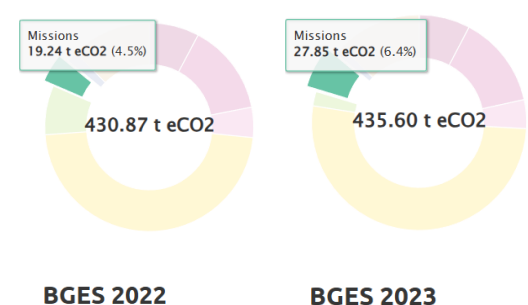 Missions
19.24 t eCO2 (4.5%)
430.87 t eCO2
BGES 2022
Missions
27.85 t eCO2 (6.4%)
435.60 t eCO2
BGES 2023